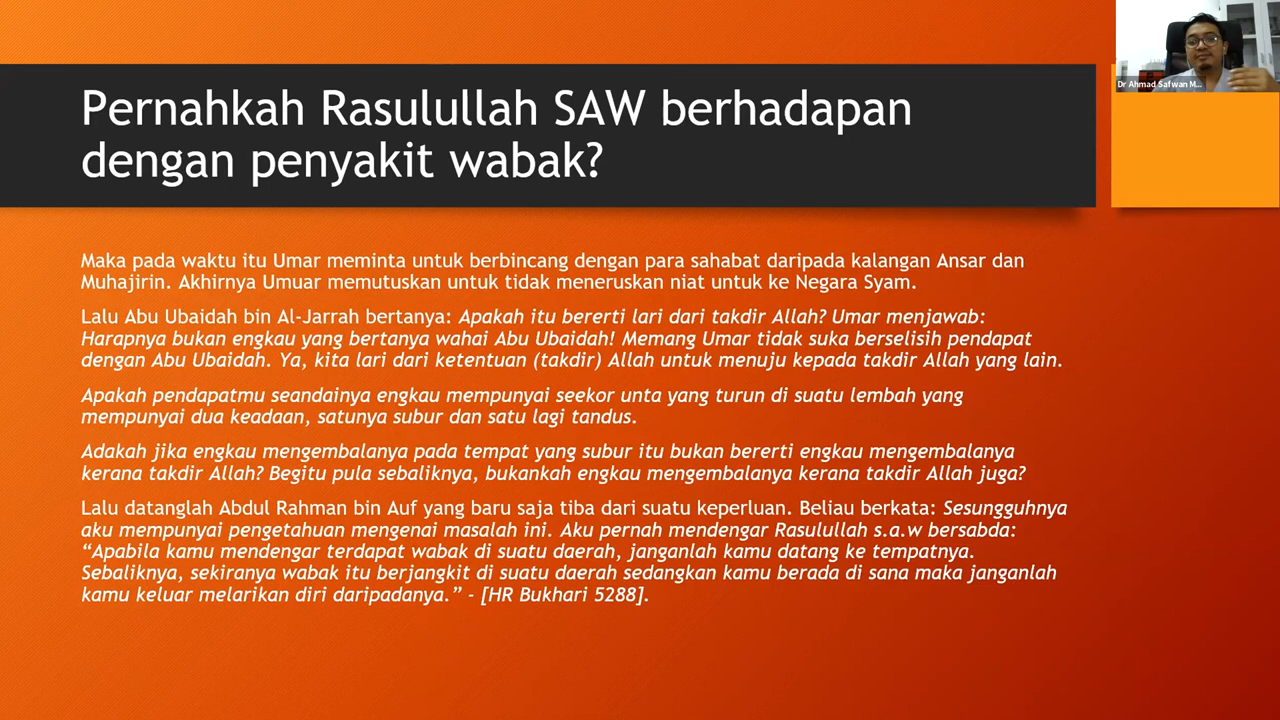 Pernahkah Rasulullah SAW berhadapan
dengan penyakit wabak?
Dr Ahmad Safwan M...
Maka pada waktu itu Umar meminta untuk berbincang dengan para sahabat daripada kalangan Ansar dan
Muhajirin. Akhirnya Umuar memutuskan untuk tidak meneruskan niat untuk ke Negara Syam.
Lalu Abu Ubaidah bin Al-Jarrah bertanya: Apakah itu bererti lari dari takdir Allah? Umar menjawab:
Harapnya bukan engkau yang bertanya wahai Abu Ubaidah! Memang Umar tidak suka berselisih pendapat
dengan Abu Ubaidah. Ya, kita lari dari ketentuan (takdir) Allah untuk menuju kepada takdir Allah yang lain.
Apakah pendapatmu seandainya engkau mempunyai seekor unta yang turun di suatu lembah yang
mempunyai dua keadaan, satunya subur dan satu lagi tandus.
Adakah jika engkau mengembalanya pada tempat yang subur itu bukan bererti engkau mengembalanya
kerana takdir Allah? Begitu pula sebaliknya, bukankah engkau mengembalanya kerana takdir Allah juga?
Lalu datanglah Abdul Rahman bin Auf yang baru saja tiba dari suatu keperluan. Beliau berkata: Sesungguhnya
aku mempunyai pengetahuan mengenai masalah ini. Aku pernah mendengar Rasulullah s.a.w bersabda:
“Apabila kamu mendengar terdapat wabak di suatu daerah, janganlah kamu datang ke tempatnya.
Sebaliknya, sekiranya wabak itu berjangkit di suatu daerah sedangkan kamu berada di sana maka janganlah
kamu keluar melarikan diri daripadanya.” - [HR Bukhari 5288].